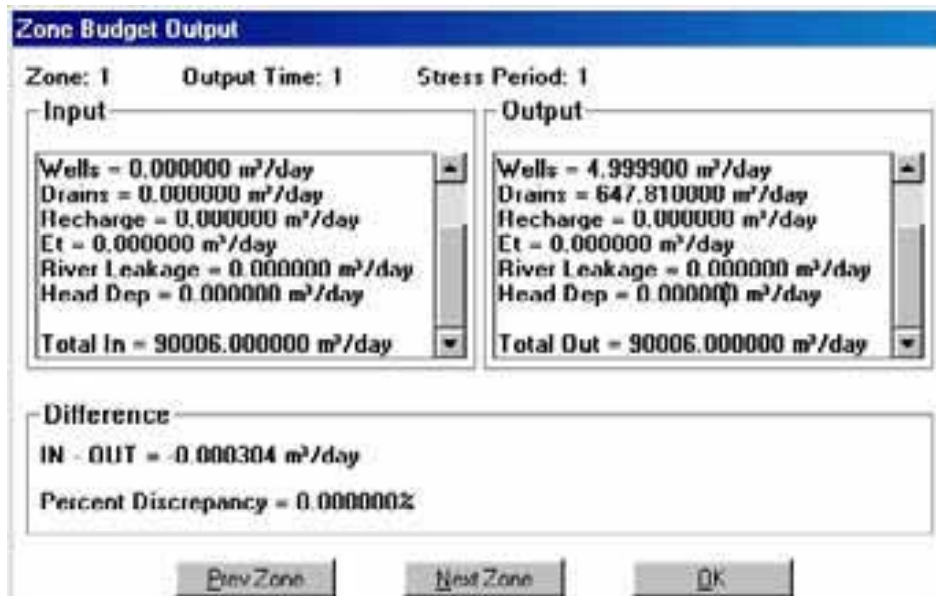 Zone Budget Output
Zone: 1 Output Time: 1 Stress Period: 1
Input
Wells = 0.000000 m³/day
Drains = 0.000000 m³/day
Recharge = 0.000000 m³/day
Et = 0.000000 m³/day
River Leakage = 0.000000 m³/day
Head Dep = 0.000000 m³/day
Total In = 90006.000000 m³/day
Output
Wells = 4.999900 m³/day
Drains = 647.810000 m³/day
Recharge = 0.000000 m³/day
Et = 0.000000 m³/day
River Leakage = 0.000000 m³/day
Head Dep = 0.000000 m³/day
Total Out = 90006.000000 m³/day
Difference
IN - OUT = -0.000304 m³/day
Percent Discrepancy = 0.000000%
Prev Zone Next Zone OK